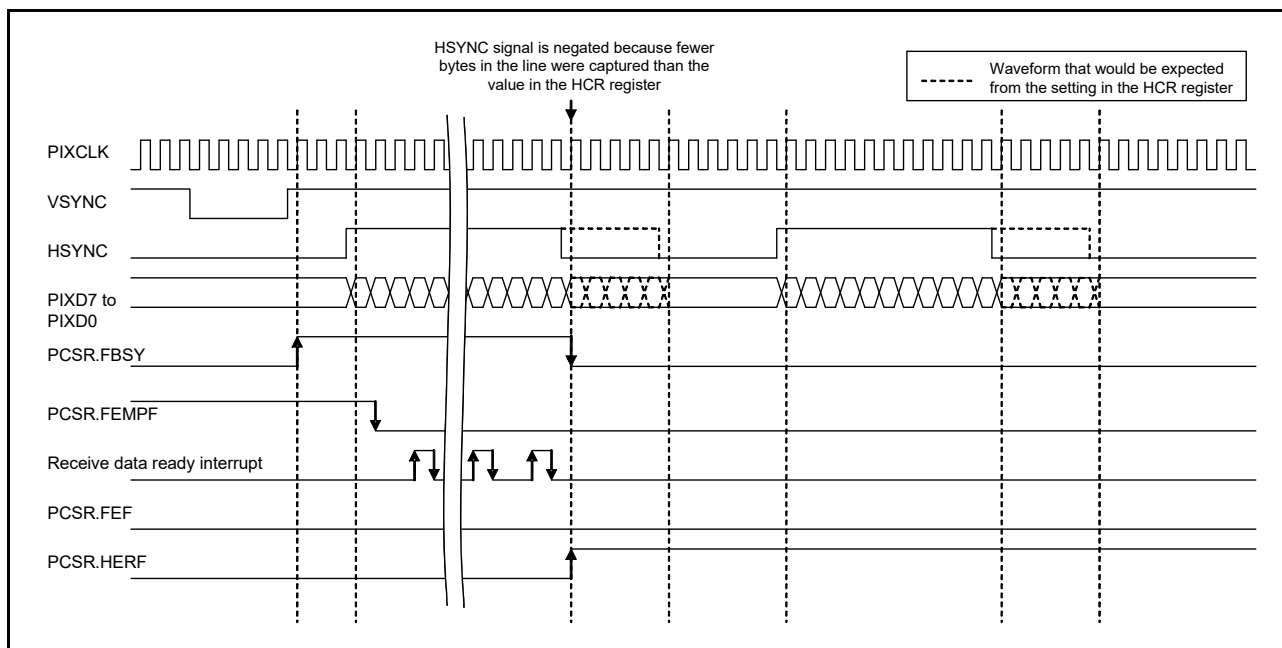 HSYNC signal is negated because fewer
bytes in the line were captured than the
value in the HCR register
Waveform that would be expected
from the setting in the HCR register
PIXCLK
VSYNC
HSYNC
PIXD7 to
PIXD0
PCSR.FBSY
PCSR.FEMPF
Receive data ready interrupt
PCSR.FEF
PCSR.HERF